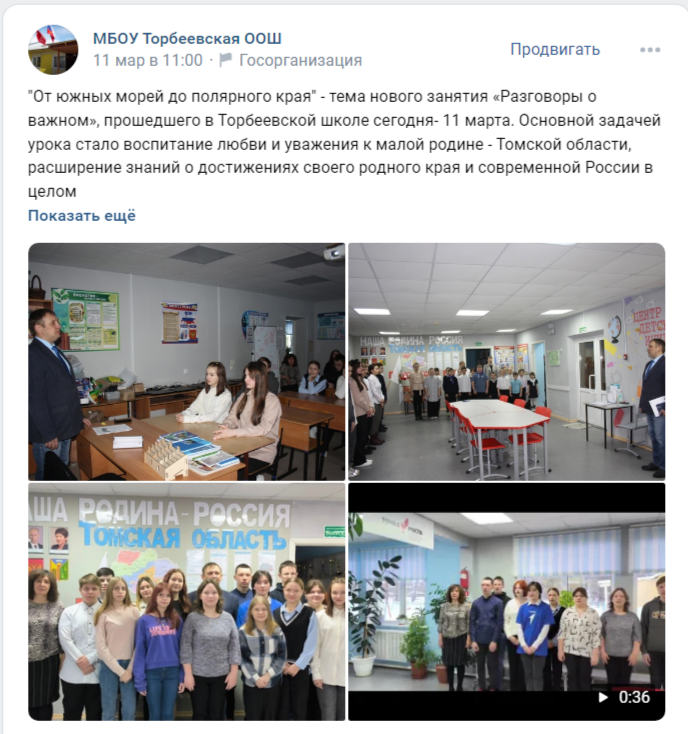 МБОУ Торбеевская ООШ
11 мар в 11:00 · Госорганизация
Продвигать
"От южных морей до полярного края" - тема нового занятия «Разговоры о
важном», прошедшего в Торбеевской школе сегодня- 11 марта. Основной задачей
урока стало воспитание любви и уважения к малой родине - Томской области,
расширение знаний о достижениях своего родного края и современной России в
целом
Показать ещё
НАША РОДИНА РОССИЯ
ЦЕНТР
ДЕТСК
НАША РОДИНА-РОССИЯ
ТОМСКАЯ ОБЛАСТЬ
0:36